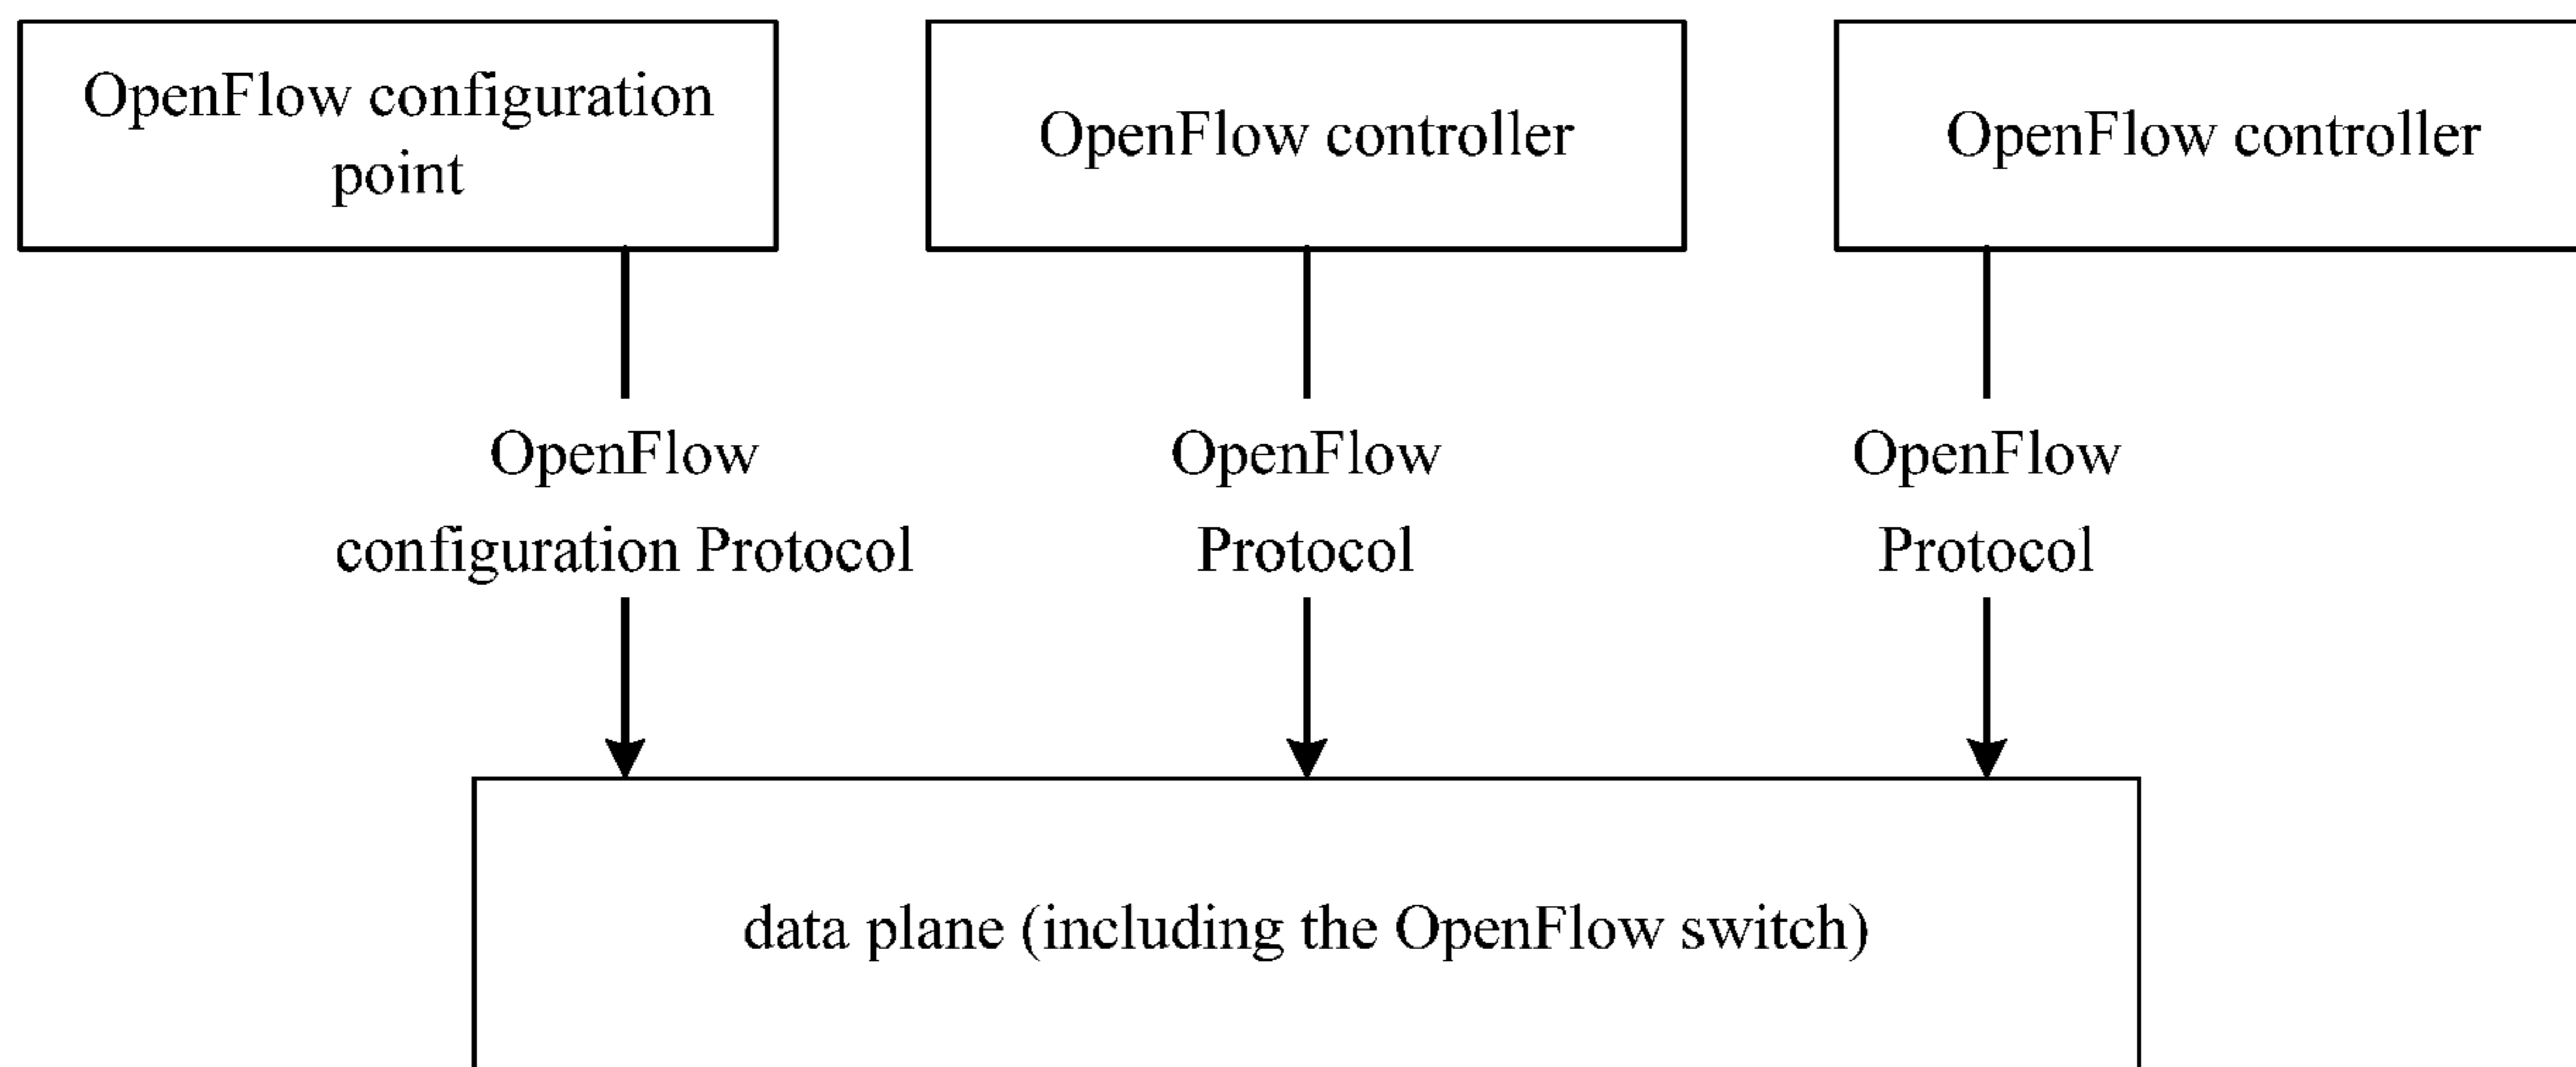 OpenFlow configuration
point
OpenFlow controller
OpenFlow controller
OpenFlow
configuration Protocol
OpenFlow
Protocol
OpenFlow
Protocol
data plane (including the OpenFlow switch)